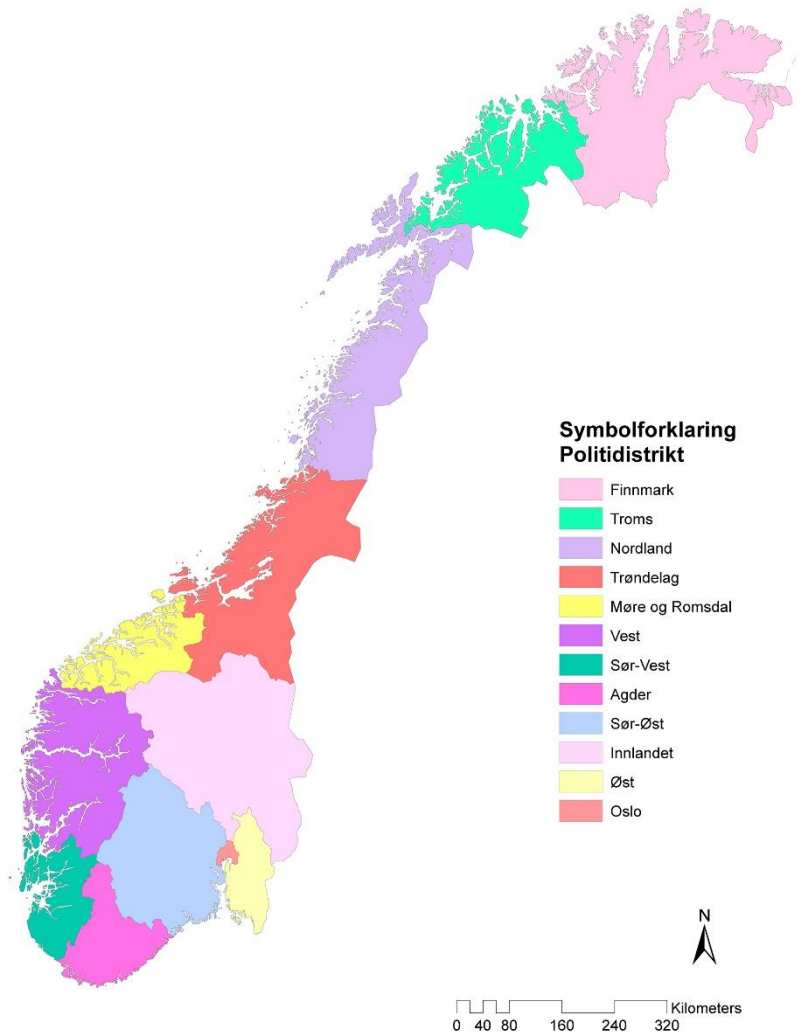 Symbolforklaring
Politidistrikt
Finnmark
Troms
Nordland
Trøndelag
Møre og Romsdal
Vest
Sør-Vest
Agder
Sør-Øst
Innlandet
Øst
Oslo
N
Kilometers
0 40 80 160 240 320